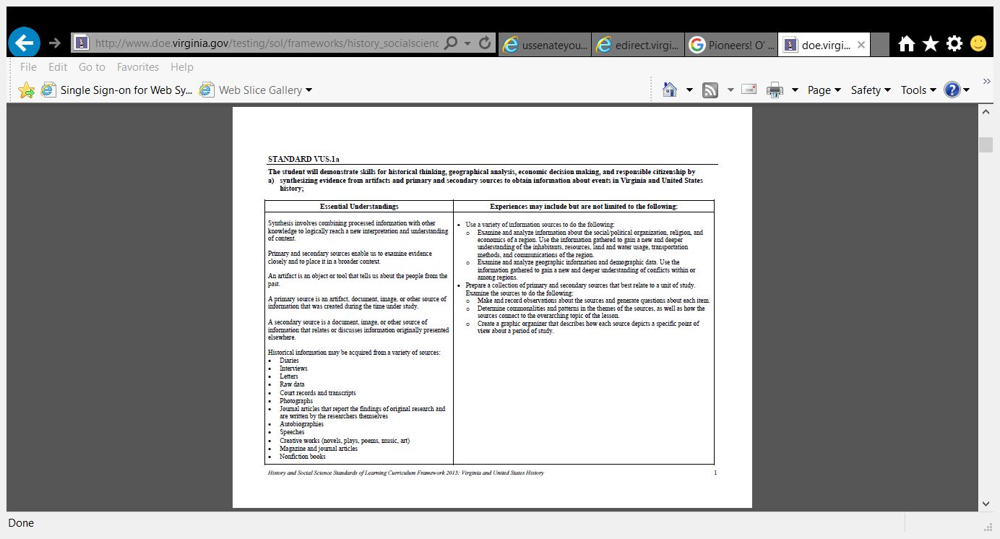 http://www.doe.virginia.gov/testing/sol/frameworks/history_socialscienc
ussenateyou...
edirect.virgi...
Pioneers! O' ...
doe.virgi...
File Edit Go to Favorites Help
Single Sign-on for Web Sy...
Web Slice Gallery
Page Safety Tools
STANDARD VUS.1a
The student will demonstrate skills for historical thinking, geographical analysis, economic decision making, and responsible citizenship by
a) synthesizing evidence from artifacts and primary and secondary sources to obtain information about events in Virginia and United States
history;
Essential Understandings
Synthesis involves combining processed information with other
knowledge to logically reach a new interpretation and understanding
of content.
Primary and secondary sources enable us to examine evidence
closely and to place it in a broader context.
An artifact is an object or tool that tells us about the people from the
past.
A primary source is an artifact, document, image, or other source of
information that was created during the time under study.
A secondary source is a document, image, or other source of
information that relates or discusses information originally presented
elsewhere.
Historical information may be acquired from a variety of sources:
• Diaries
• Interviews
• Letters
• Raw data
• Court records and transcripts
• Photographs
• Journal articles that report the findings of original research and
are written by the researchers themselves
• Autobiographies
• Speeches
• Creative works (novels, plays, poems, music, art)
• Magazine and journal articles
• Nonfiction books
Experiences may include but are not limited to the following:
• Use a variety of information sources to do the following:
o Examine and analyze information about the social/political organization, religion, and
economics of a region. Use the information gathered to gain a new and deeper
understanding of the inhabitants, resources, land and water usage, transportation
methods, and communications of the region.
o Examine and analyze geographic information and demographic data. Use the
information gathered to gain a new and deeper understanding of conflicts within or
among regions.
• Prepare a collection of primary and secondary sources that best relate to a unit of study.
Examine the sources to do the following:
o Make and record observations about the sources and generate questions about each item.
o Determine commonalities and patterns in the themes of the sources, as well as how the
sources connect to the overarching topic of the lesson.
o Create a graphic organizer that describes how each source depicts a specific point of
view about a period of study.
History and Social Science Standards of Learning Curriculum Framework 2015: Virginia and United States History 1
Done